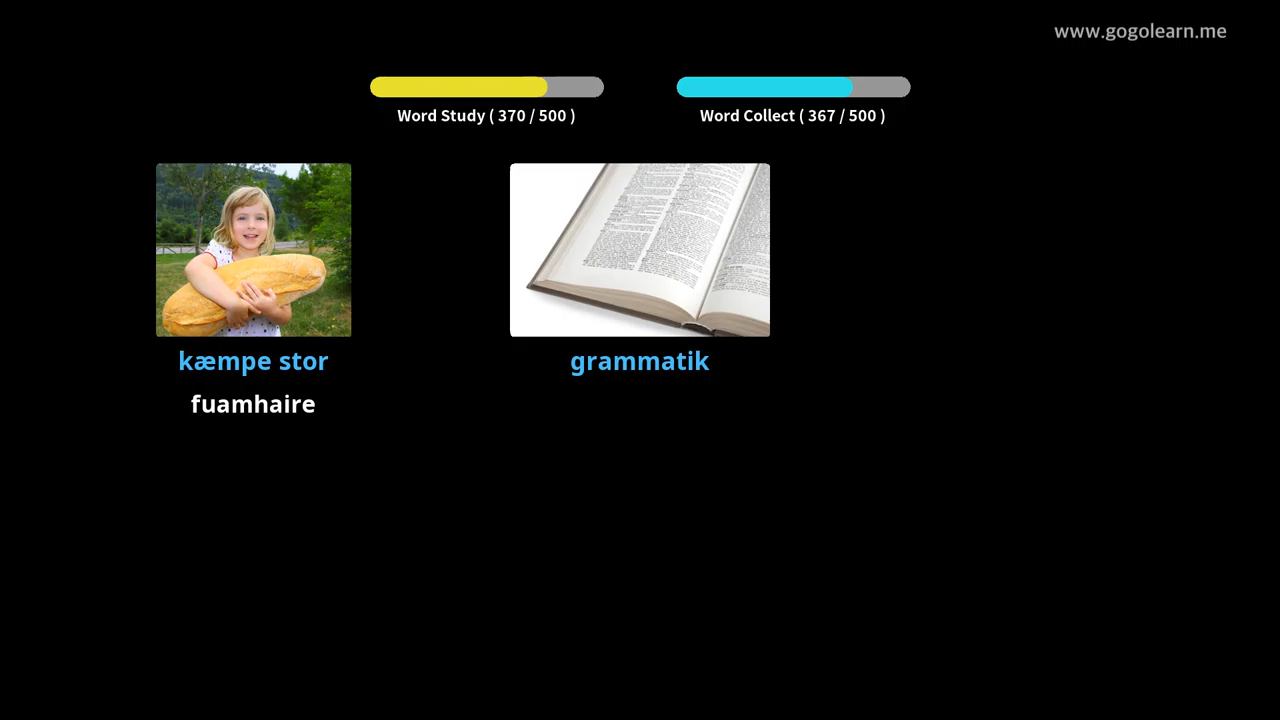 www.gogolearn.me
Word Study ( 370 / 500 )
Word Collect ( 367 / 500 )
kæmpe stor
grammatik
fuamhaire